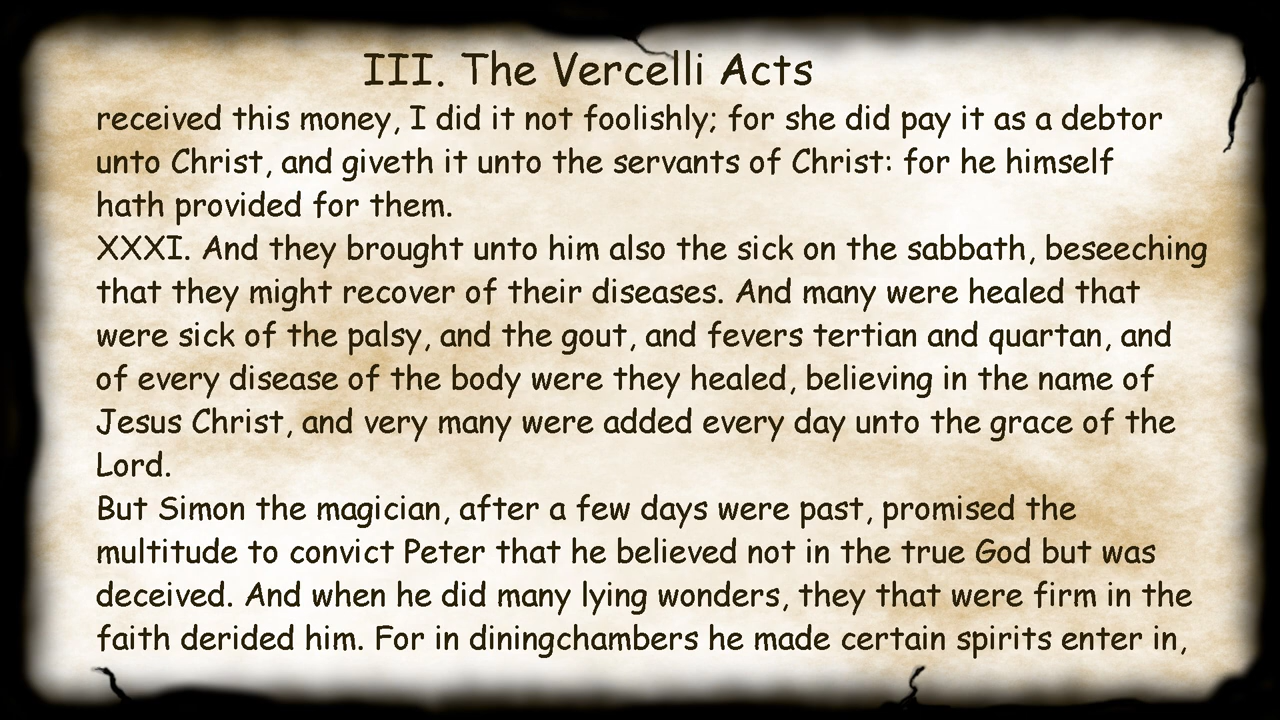 III. The Vercelli Acts
received this money, I did it not foolishly; for she did pay it as a debtor
unto Christ, and giveth it unto the servants of Christ: for he himself
hath provided for them.
XXXI. And they brought unto him also the sick on the sabbath, beseeching
that they might recover of their diseases. And many were healed that
were sick of the palsy, and the gout, and fevers tertian and quartan, and
of every disease of the body were they healed, believing in the name of
Jesus Christ, and very many were added every day unto the grace of the
Lord.
But Simon the magician, after a few days were past, promised the
multitude to convict Peter that he believed not in the true God but was
deceived. And when he did many lying wonders, they that were firm in the
faith derided him. For in diningchambers he made certain spirits enter in,